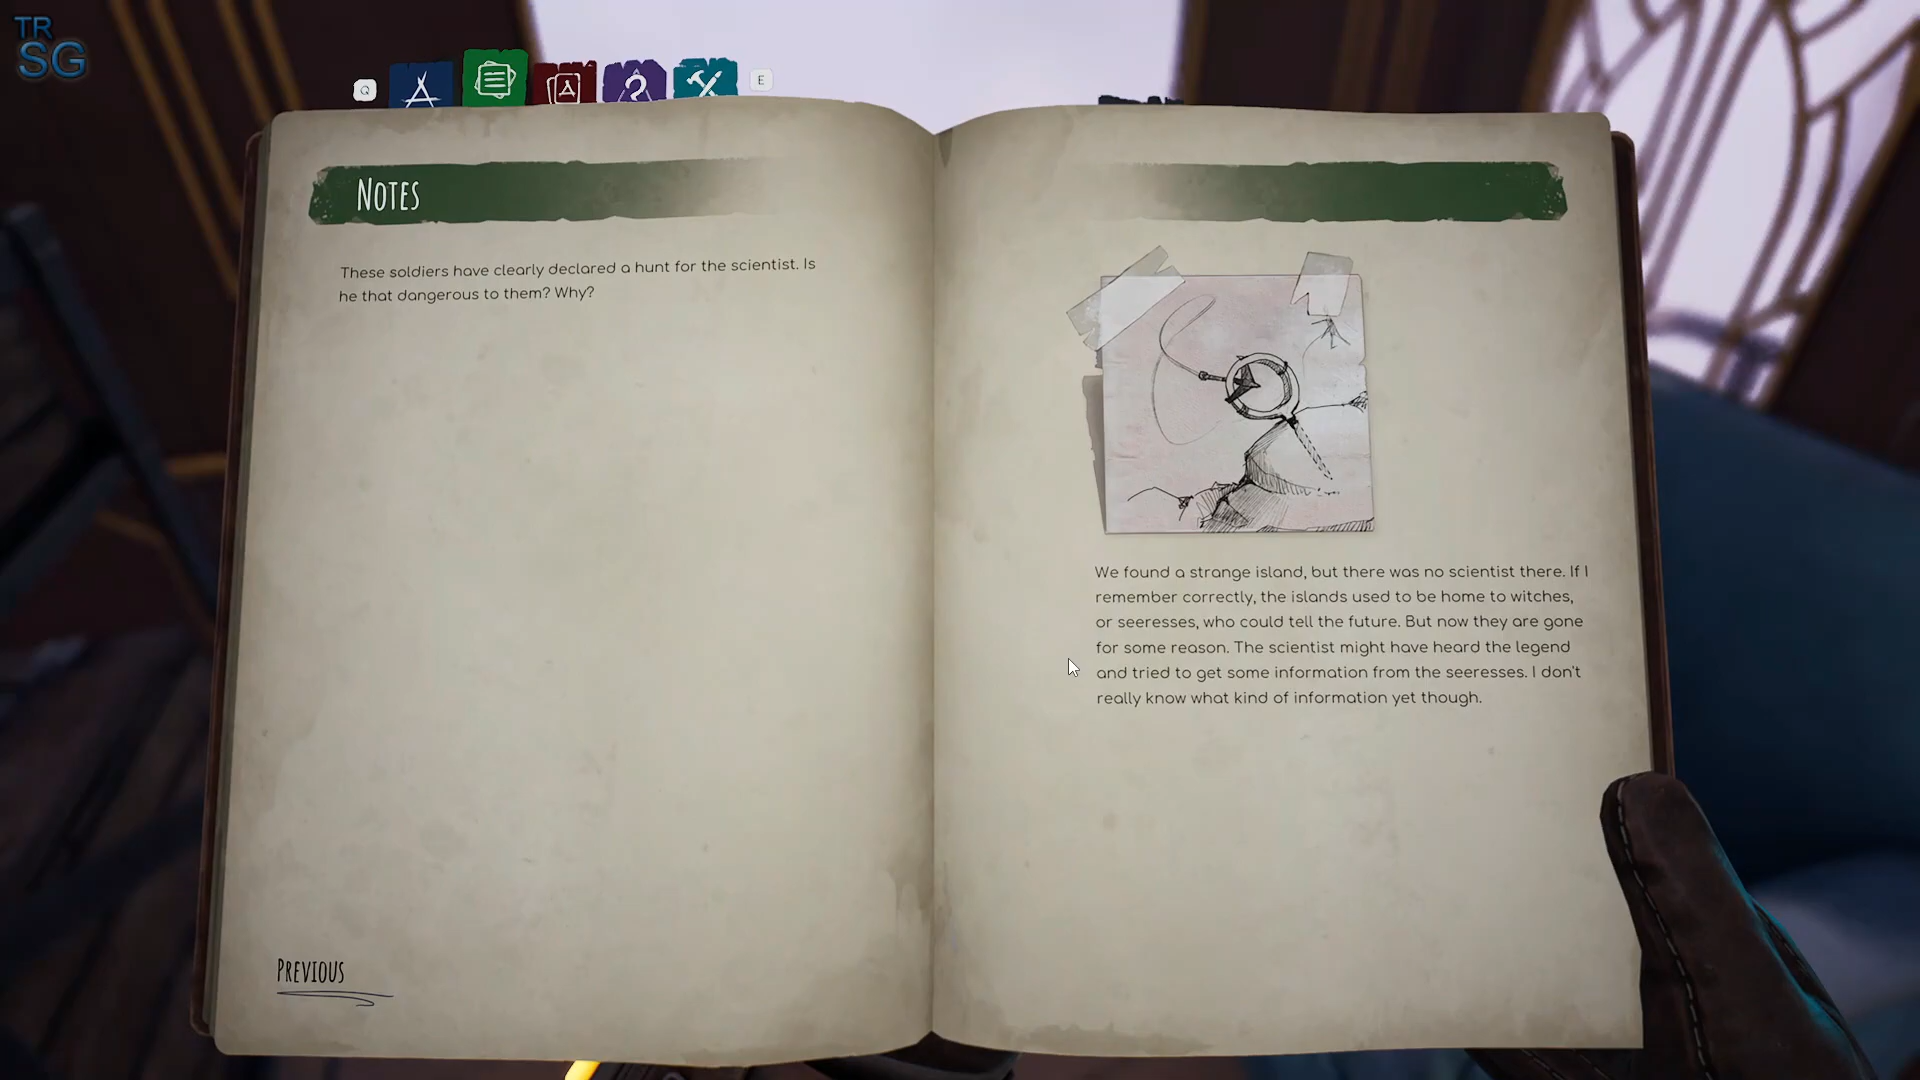 TR
SG
Q
E
NOTES
These soldiers have clearly declared a hunt for the scientist. Is
he that dangerous to them? Why?
We found a strange island, but there was no scientist there. If I
remember correctly, the islands used to be home to witches,
or seeresses, who could tell the future. But now they are gone
for some reason. The scientist might have heard the legend
and tried to get some information from the seeresses. I don't
really know what kind of information yet though.
PREVIOUS